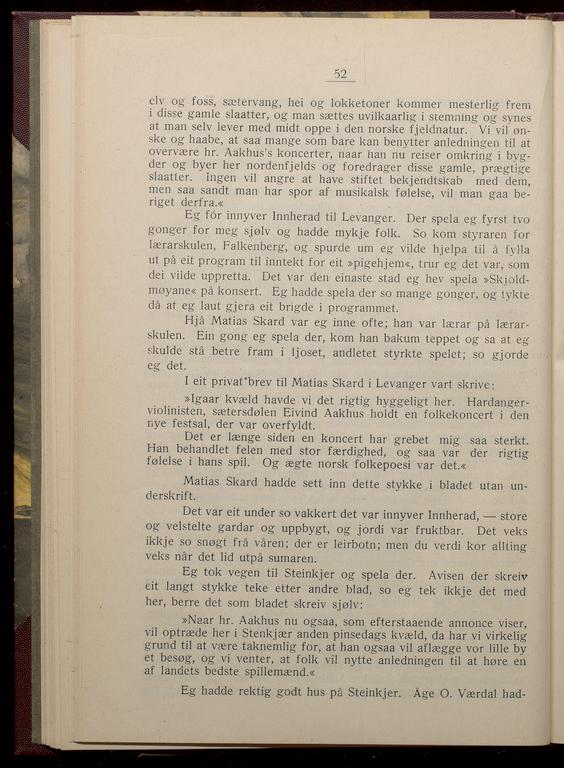 52
elv og foss, sætervang, hei og lokketoner kommer mesterlig frem
i disse gamle slaatter, og man sættes uvilkaarlig i stemning og synes
at man selv lever med midt oppe i den norske fjeldnatur. Vi vil øn-
ske og haabe, at saa mange som bare kan benytter anledningen til at
overvære hr. Aakhus's koncerter, naar han nu reiser omkring i byg-
der og byer her nordenfjelds og foredrager disse gamle, prægtige
slaatter. Ingen vil angre at have stiftet bekjendtskab med dem,
men saa sandt man har spor af musikalsk følelse, vil man gaa be-
riget derfra.«
Eg fór innyver Innherad til Levanger. Der spela eg fyrst tvo
gonger for meg sjølv og hadde mykje folk. So kom styraren for
lærarskulen, Falkenberg, og spurde um eg vilde hjelpa til å fylla
ut på eit program til inntekt for eit »pigehjem«, trur eg det var, som
dei vilde uppretta. Det var den einaste stad eg hev spela »Skjold-
møyane« på konsert. Eg hadde spela der so mange gonger, og tykte
då at eg laut gjera eit brigde i programmet.
Hjå Matias Skard var eg inne ofte; han var lærar på lærar-
skulen. Ein gong eg spela der, kom han bakum teppet og sa at eg
skulde stå betre fram i ljoset, andletet styrkte spelet; so gjorde
eg det.
I eit privat brev til Matias Skard i Levanger vart skrive:
»Igaar kvæld havde vi det rigtig hyggeligt her. Hardanger-
violinisten, sætersdølen Eivind Aakhus holdt en folkekoncert i den
nye festsal, der var overfyldt.
Det er længe siden en koncert har grebet mig saa sterkt.
Han behandlet felen med stor færdighed, og saa var der rigtig
følelse i hans spil. Og ægte norsk folkepoesi var det.«
Matias Skard hadde sett inn dette stykke i bladet utan un-
derskrift.
Det var eit under so vakkert det var innyver Innherad, — store
og velstelte gardar og uppbygt, og jordi var fruktbar. Det veks
ikkje so snøgt frå våren; der er leirbotn; men du verdi kor allting
veks når det lid utpå sumaren.
Eg tok vegen til Steinkjer og spela der. Avisen der skreiv
eit langt stykke teke etter andre blad, so eg tek ikkje det med
her, berre det som bladet skreiv sjølv:
»Naar hr. Aakhus nu ogsaa, som efterstaaende annonce viser,
vil optræde her i Stenkjær anden pinsedags kvæld, da har vi virkelig
grund til at være taknemlig for, at han ogsaa vil aflægge vor lille by
et besøg, og vi venter, at folk vil nytte anledningen til at høre en
af landets bedste spillemænd.«
Eg hadde rektig godt hus på Steinkjer. Åge O. Værdal had-